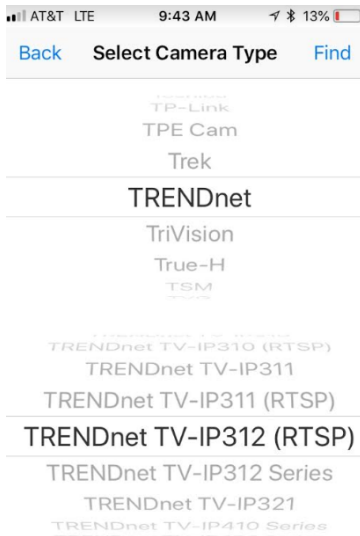 AT&T LTE 9:43 AM 13%
Back Select Camera Type Find
TP-Link
TPE Cam
Trek
TRENDnet
TriVision
True-H
TSM
TRENDnet TV-IP310 (RTSP)
TRENDnet TV-IP311
TRENDnet TV-IP311 (RTSP)
TRENDnet TV-IP312 (RTSP)
TRENDnet TV-IP312 Series
TRENDnet TV-IP321
TRENDnet TV-IP410 Series